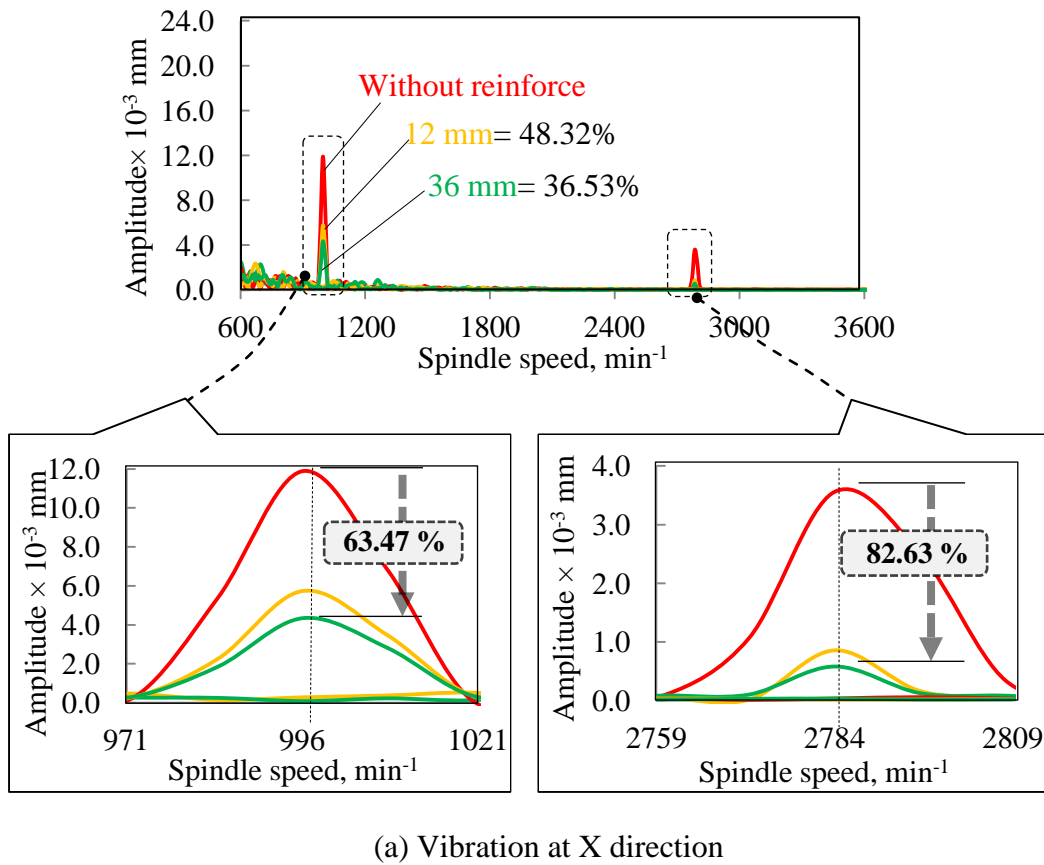 24.0
20.0
16.0
12.0
8.0
4.0
0.0
Amplitude× 10⁻³ mm
Without reinforce
12 mm= 48.32%
36 mm= 36.53%
600 1200 1800 2400 3000 3600
Spindle speed, min⁻¹
12.0
10.0
8.0
6.0
4.0
2.0
0.0
Amplitude × 10⁻³ mm
63.47 %
971 996 1021
Spindle speed, min⁻¹
4.0
3.0
2.0
1.0
0.0
Amplitude × 10⁻³ mm
82.63 %
2759 2784 2809
Spindle speed, min⁻¹
(a) Vibration at X direction